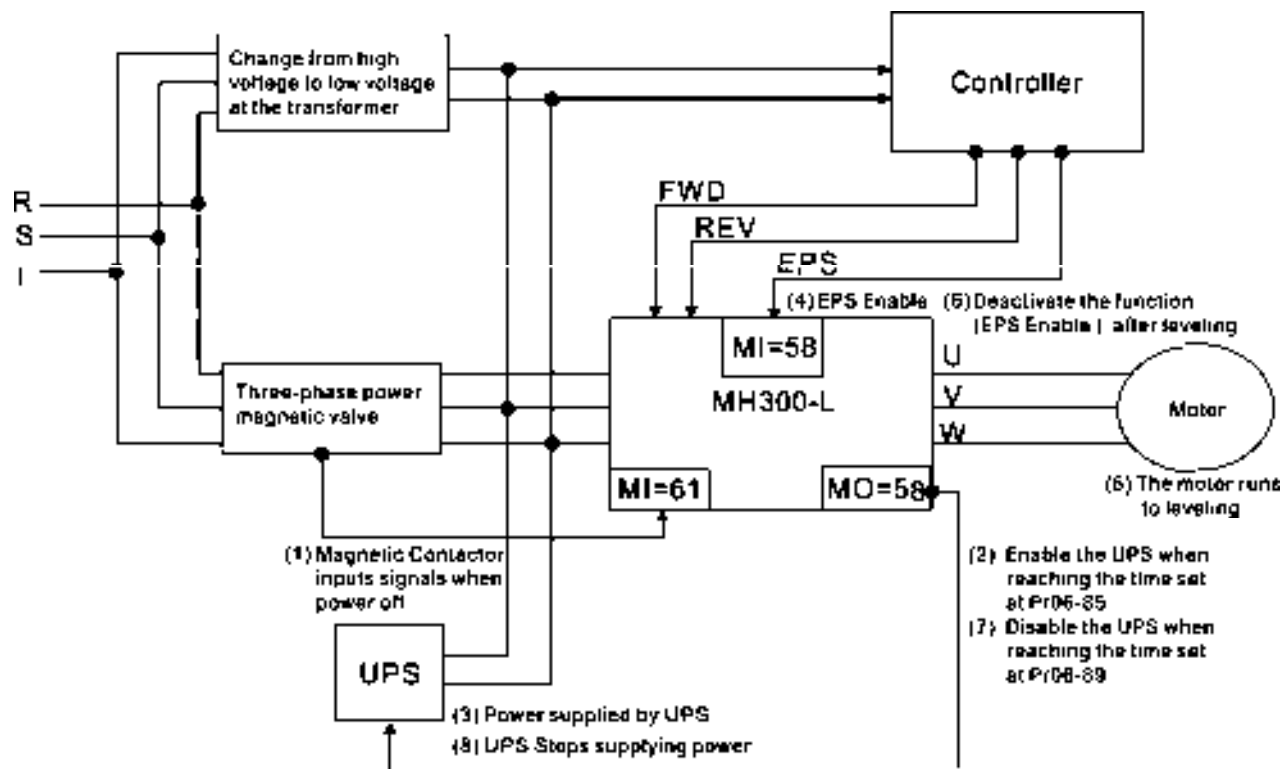 Change from high
voltege to low voltage
at the transformer
Controller
R
S
FWD
REV
EPS
(4) EPS Enable
(6) Deactivate the function
(EPS Enable) after leveling
MI=58
MH300-L
U
V
W
Motor
Three-phase power
magnetic valve
MI=61
MO=58
(5) The motor runs
to leveling
(1) Magnetic Contactor
inputs signals when
power off
(2) Enable the UPS when
reaching the time set
at Pr06-85
(7) Disable the UPS when
reaching the time set
at
UPS
(3) Power supplied by UPS
(8) UPS Stops supplying power